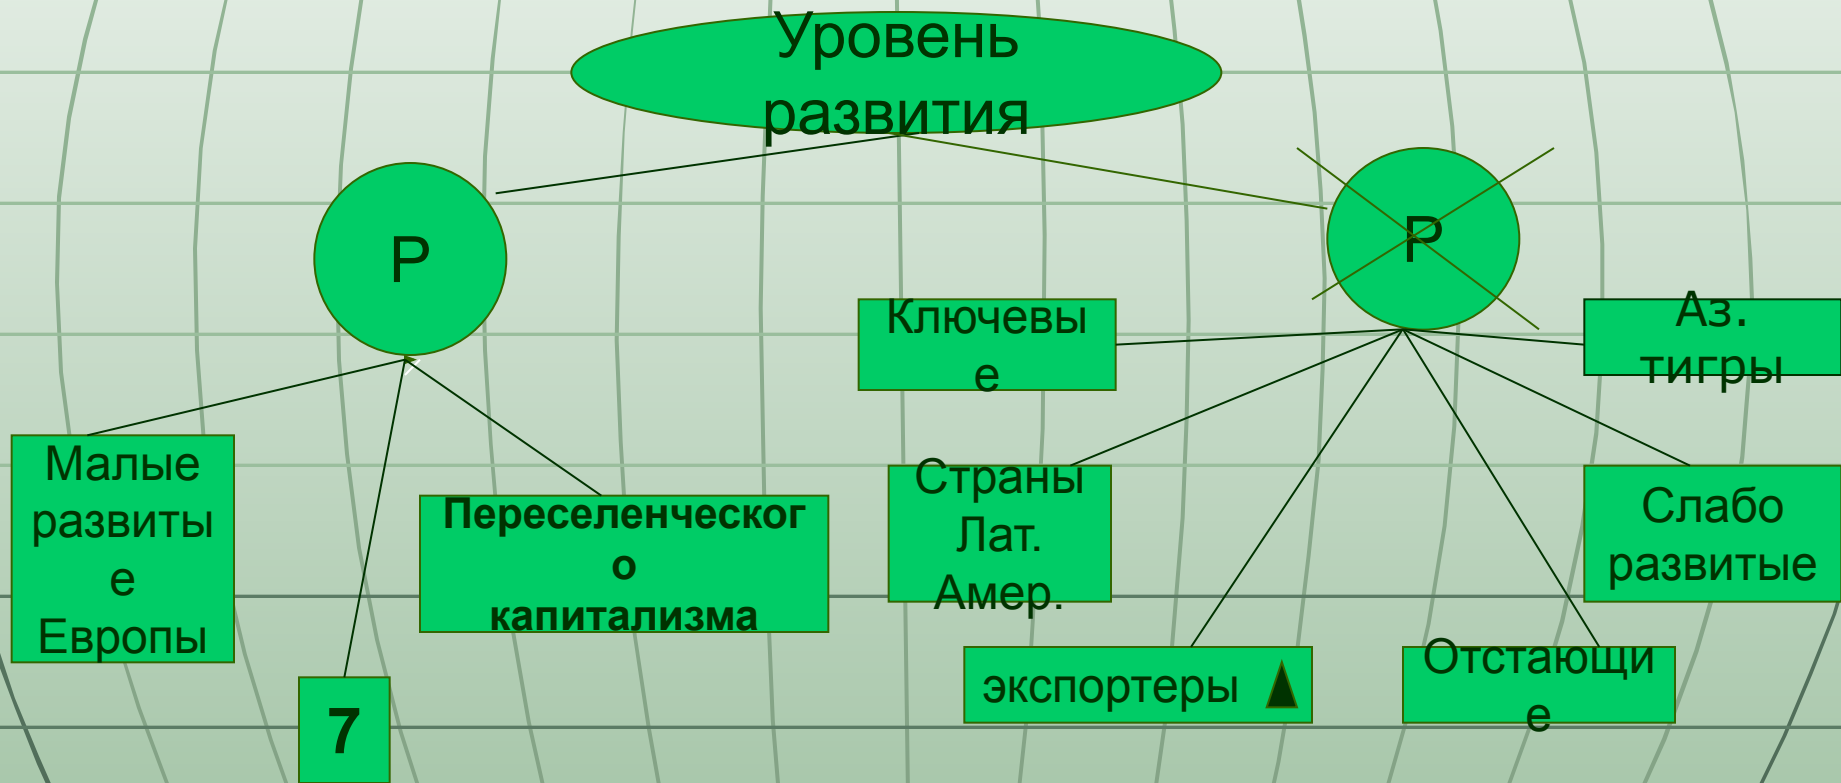 Уровень
развития
Р
Р
Ключевы
е
Аз.
тигры
Малые
развиты
е
Европы
Переселенческог
о
капитализма
Страны
Лат.
Амер.
Слабо
развитые
экспортеры
Отстающи
е
7